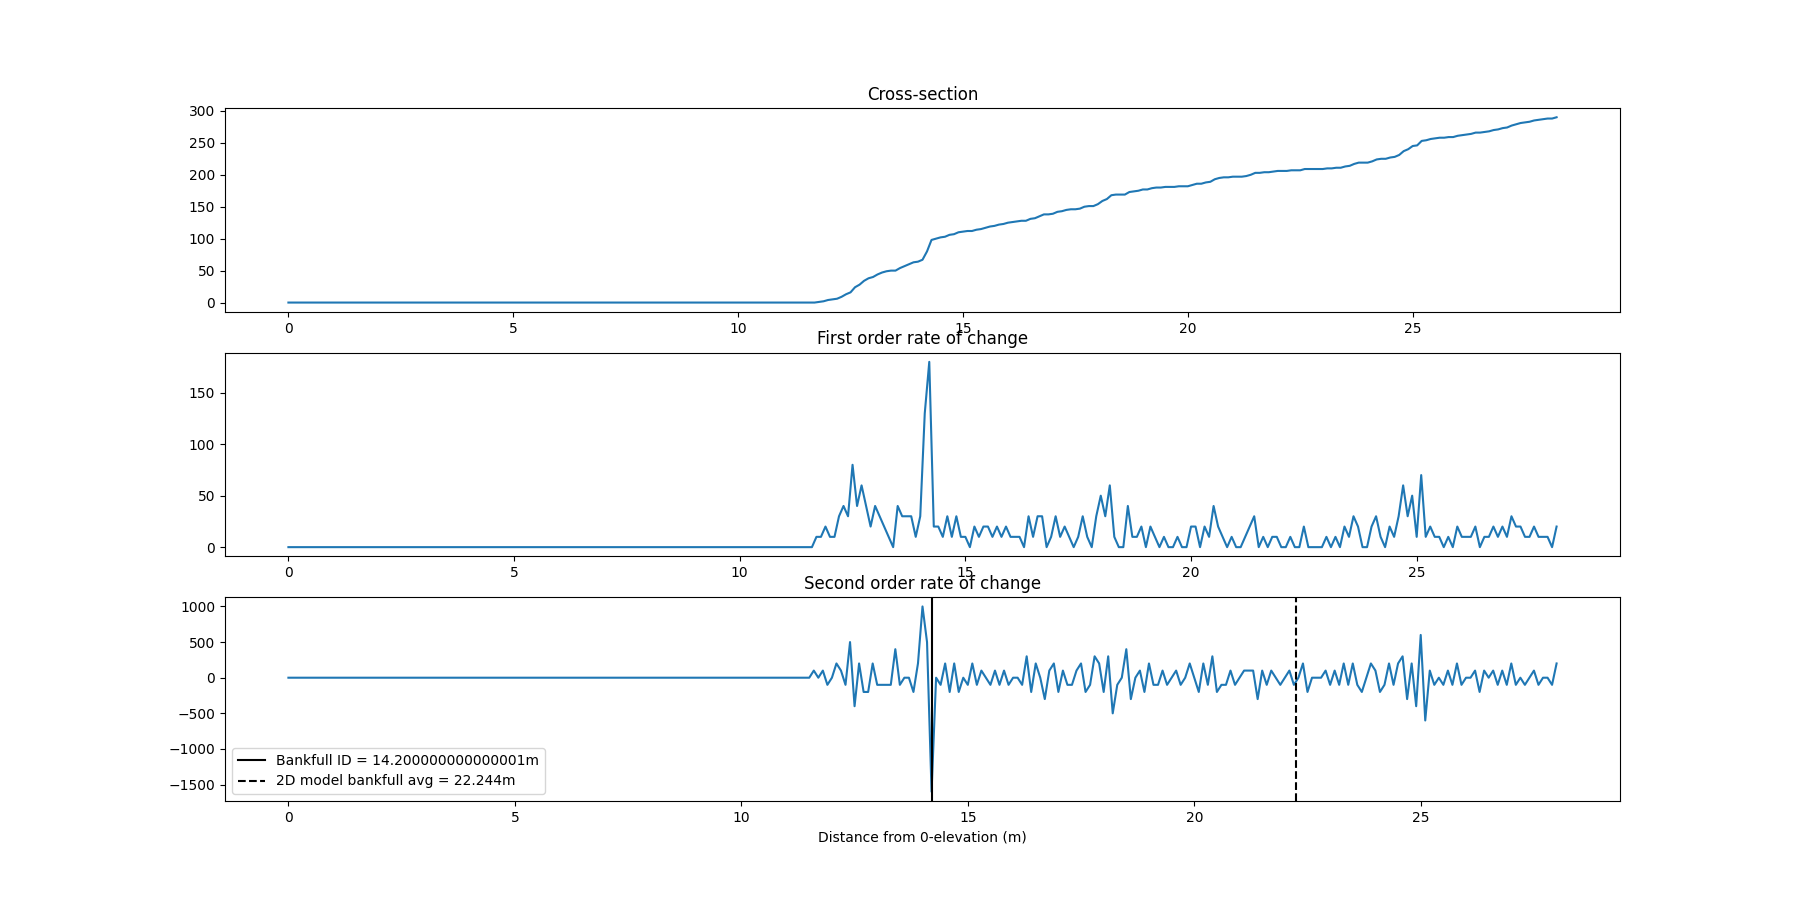 Cross-section
300
250
200
150
100
50
0
0 5 10 15 20 25
First order rate of change
150
100
50
0
0 5 10 15 20 25
Second order rate of change
1000
500
0
−500
−1000
−1500
Bankfull ID = 14.200000000000001m
2D model bankfull avg = 22.244m
0 5 10 15 20 25
Distance from 0-elevation (m)